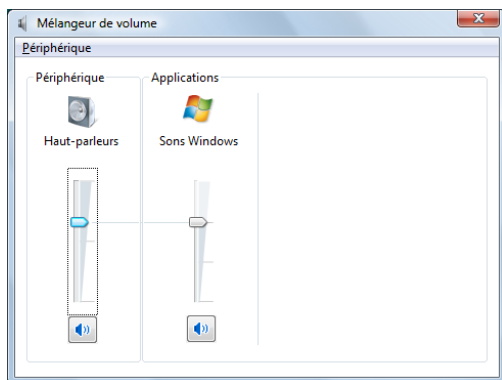 Mélangeur de volume
Périphérique
Périphérique
Applications
Haut-parleurs
Sons Windows